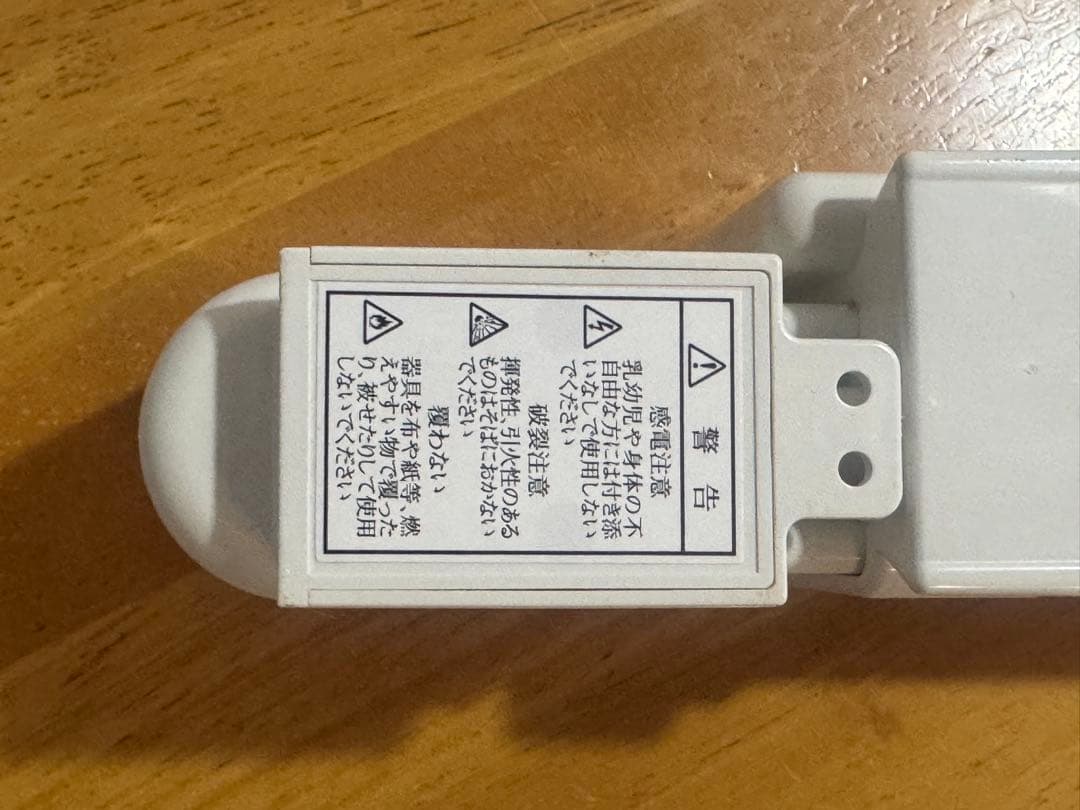 警告
感電注意
乳幼児や身体の不
自由な方には付き添
いなしで使用しない
でください
破裂注意
揮発性、引火性のある
ものはそばにおかない
でください
覆わない
器具を布や紙等、燃
えやすい物で覆った
り、被せたりして使用
しないでください